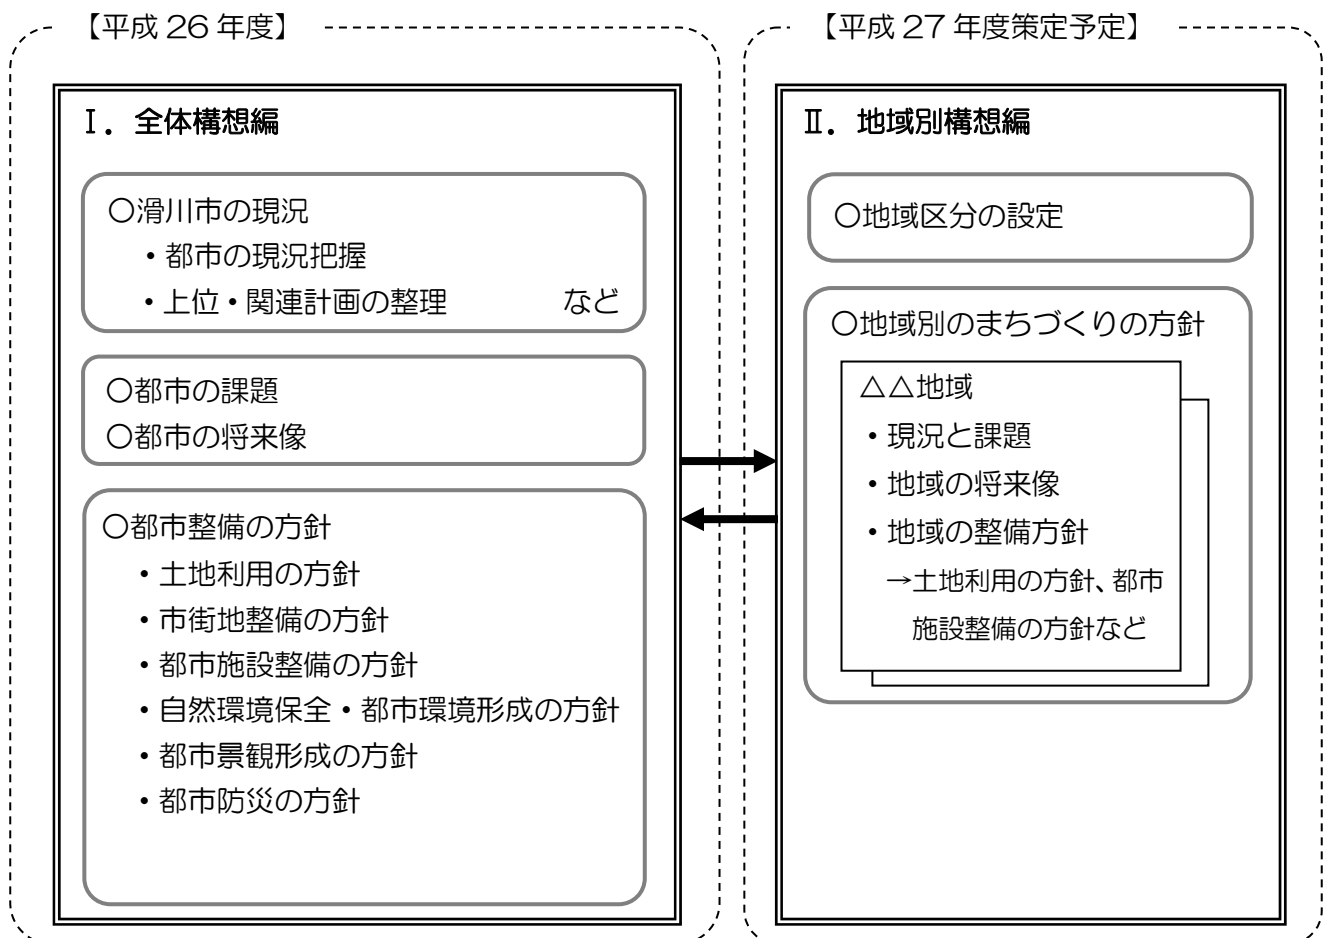 【平成 26 年度】
Ⅰ．全体構想編
〇滑川市の現況
・都市の現況把握
・上位・関連計画の整理 など
〇都市の課題
〇都市の将来像
〇都市整備の方針
・土地利用の方針
・市街地整備の方針
・都市施設整備の方針
・自然環境保全・都市環境形成の方針
・都市景観形成の方針
・都市防災の方針
【平成 27 年度策定予定】
Ⅱ．地域別構想編
〇地域区分の設定
〇地域別のまちづくりの方針
△△地域
・現況と課題
・地域の将来像
・地域の整備方針
→土地利用の方針、都市
施設整備の方針など